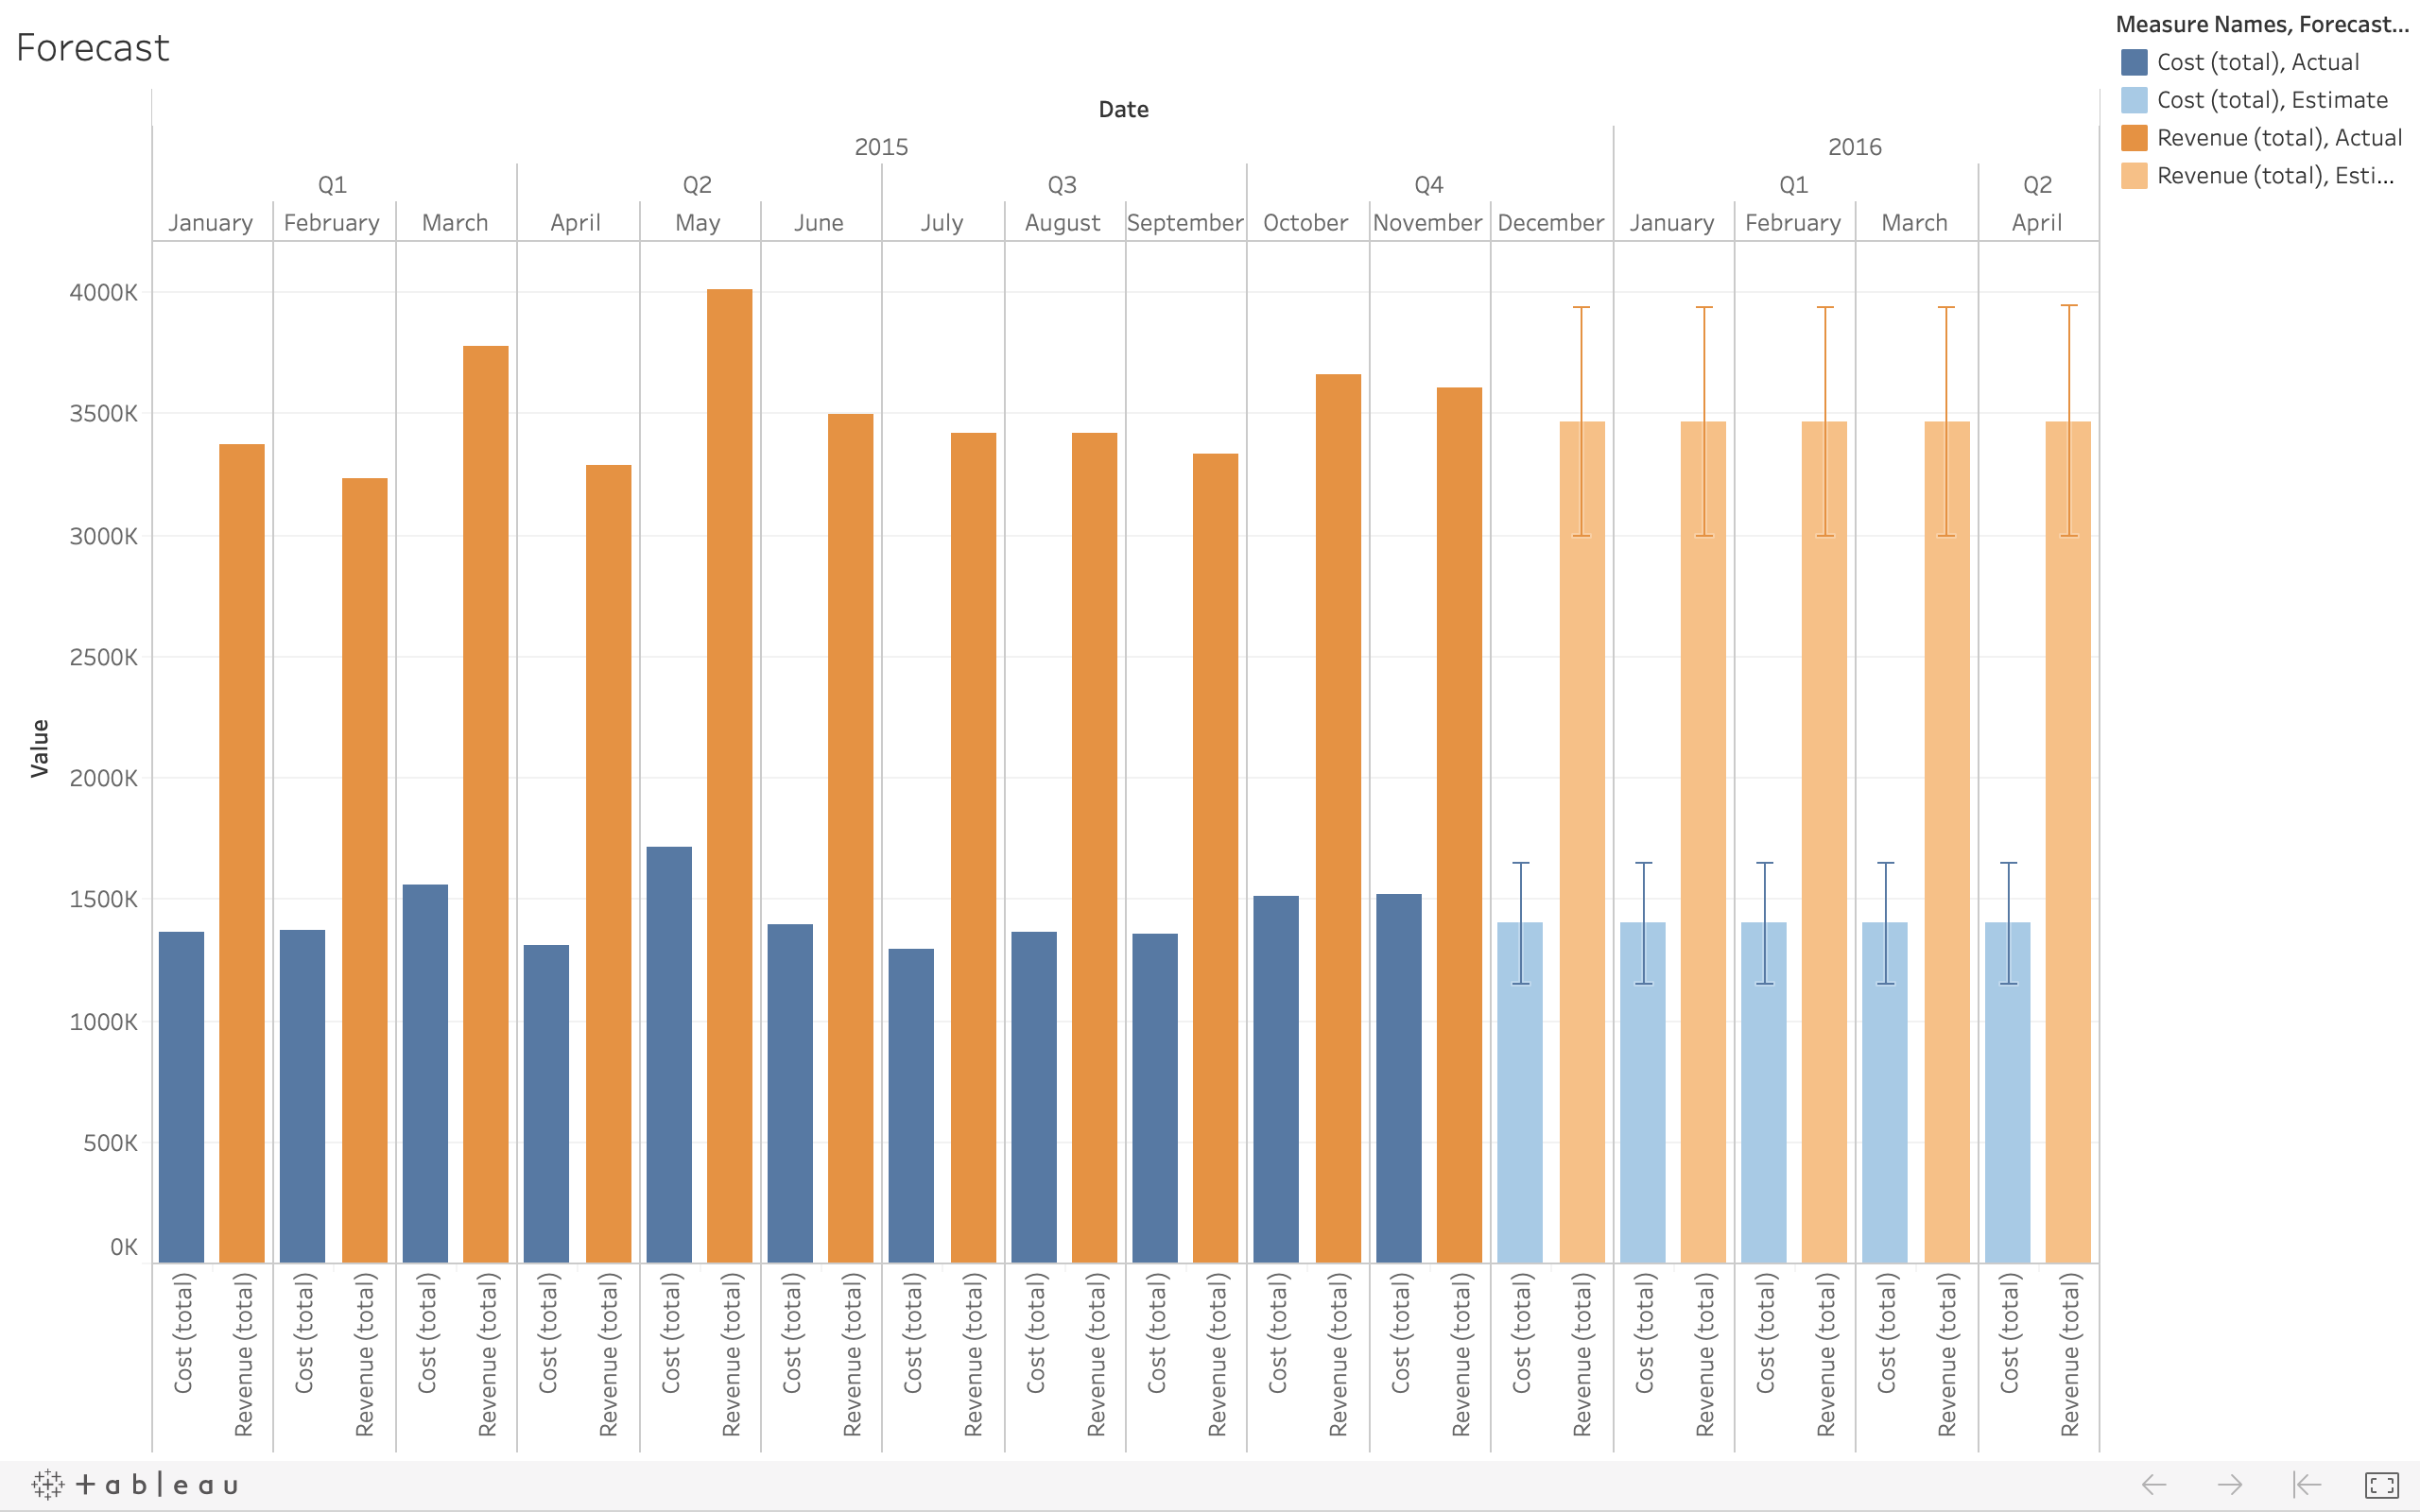 Forecast
Measure Names, Forecast...
Cost (total), Actual
Cost (total), Estimate
Revenue (total), Actual
Revenue (total), Esti...
Date
2015 2016
Q1 Q2 Q3 Q4 Q1 Q2
January February March April May June July August September October November December January February March April
4000K
3500K
3000K
2500K
2000K
1500K
1000K
500K
0K
Value
Cost (total) Revenue (total) Cost (total) Revenue (total) Cost (total) Revenue (total) Cost (total) Revenue (total) Cost (total) Revenue (total) Cost (total) Revenue (total) Cost (total) Revenue (total) Cost (total) Revenue (total) Cost (total) Revenue (total) Cost (total) Revenue (total) Cost (total) Revenue (total) Cost (total) Revenue (total) Cost (total) Revenue (total) Cost (total) Revenue (total) Cost (total) Revenue (total) Cost (total) Revenue (total)
+ableau